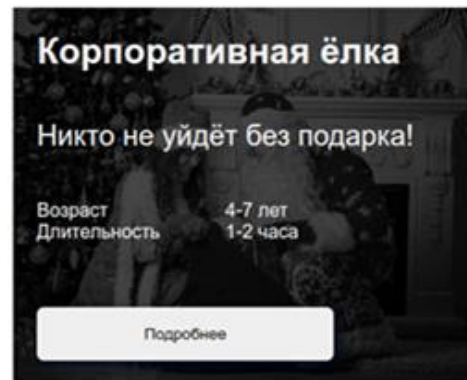 Корпоративная ёлка
Никто не уйдёт без подарка!
Возраст 4-7 лет
Длительность 1-2 часа
Подробнее